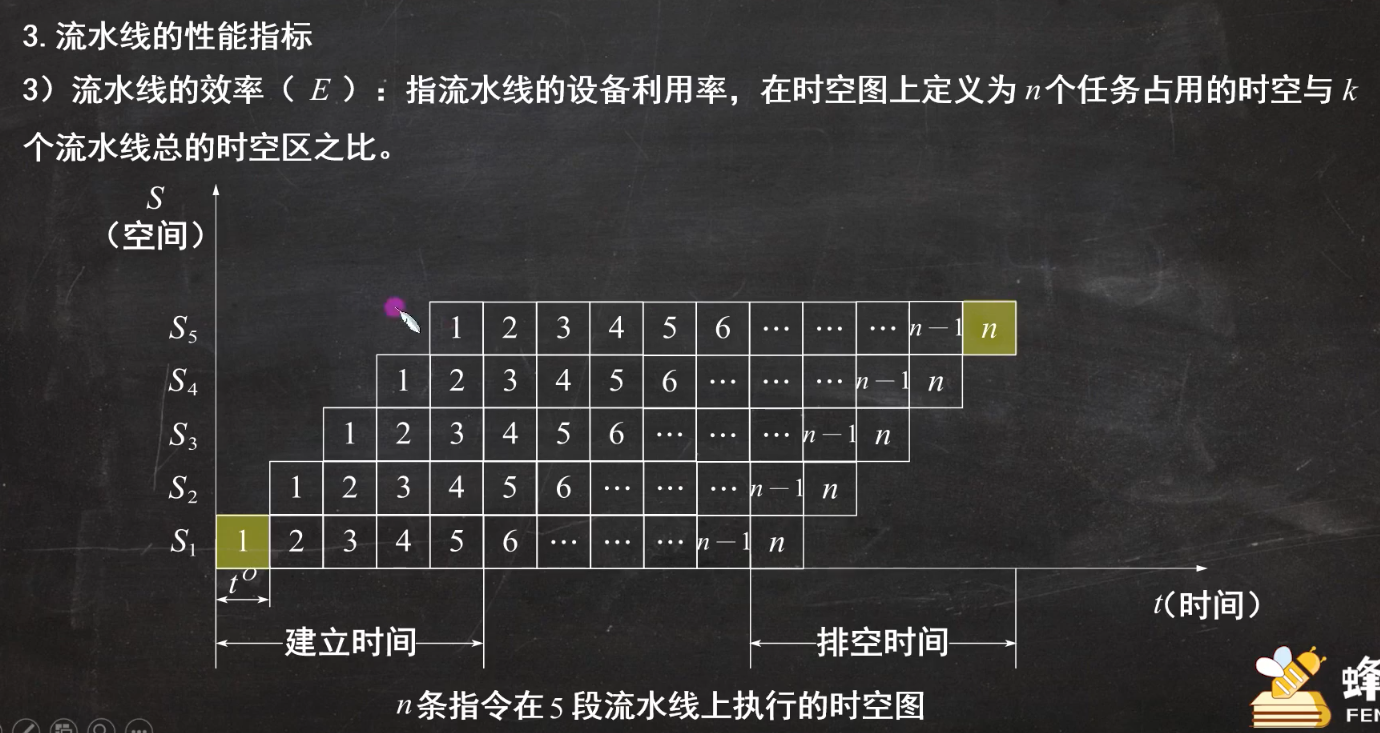 3. 流水线的性能指标
3）流水线的效率（ E ）：指流水线的设备利用率，在时空图上定义为 n 个任务占用的时空与 k
个流水线总的时空区之比。
S
（空间）
S₅ 1 2 3 4 5 6 … … … n－1 n
S₄ 1 2 3 4 5 6 … … … n－1 n
S₃ 1 2 3 4 5 6 … … … n－1 n
S₂ 1 2 3 4 5 6 … … … n－1 n
S₁ 1 2 3 4 5 6 … … … n－1 n
t(时间）
建立时间 排空时间
蜂
n 条指令在 5 段流水线上执行的时空图